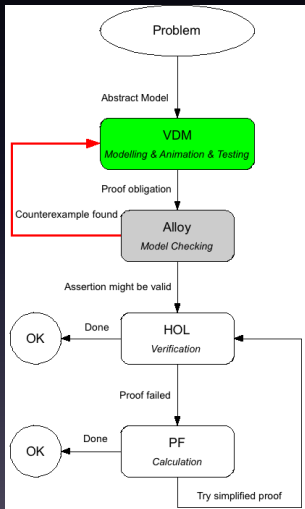 Problem
Abstract Model
VDM
Modelling & Animation & Testing
Proof obligation
Counterexample found
Alloy
Model Checking
Assertion might be valid
OK
Done
HOL
Verification
Proof failed
OK
Done
PF
Calculation
Try simplified proof